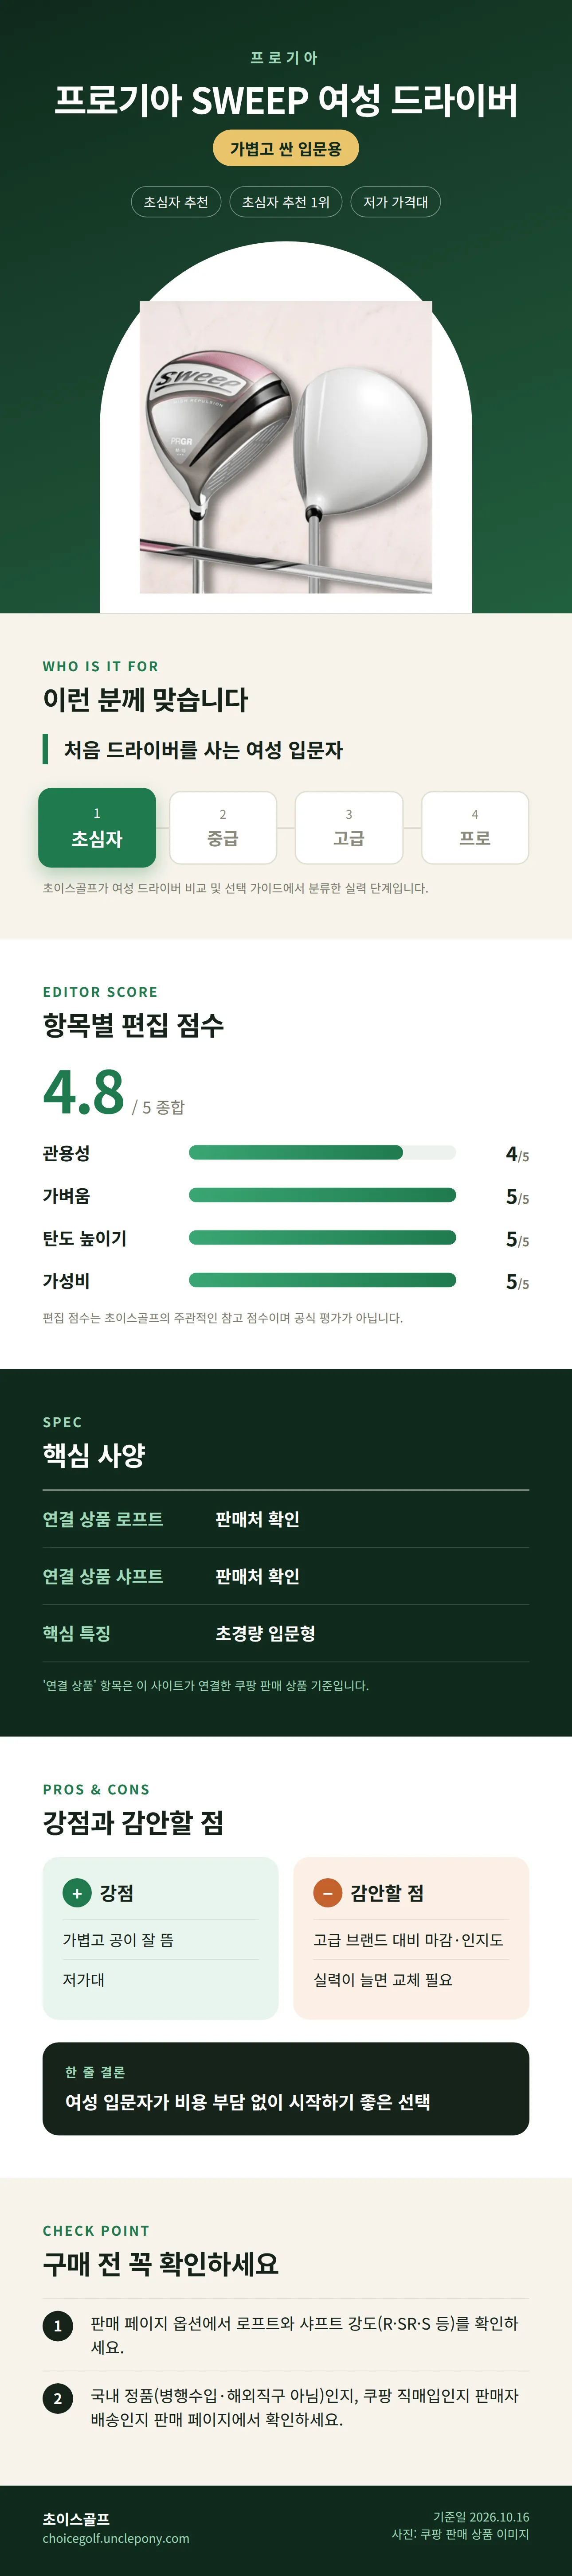 프로기아
프로기아 SWEEP 여성 드라이버
가볍고 싼 입문용
초심자 추천
초심자 추천 1위
저가 가격대
Sweep
PRGR
WHO IS IT FOR
이런 분께 맞습니다
처음 드라이버를 사는 여성 입문자
1
초심자
2
중급
3
고급
4
프로
초이스골프가 여성 드라이버 비교 및 선택 가이드에서 분류한 실력 단계입니다.
EDITOR SCORE
항목별 편집 점수
4.8 / 5 종합
관용성 4/5
가벼움 5/5
탄도 높이기 5/5
가성비 5/5
편집 점수는 초이스골프의 주관적인 참고 점수이며 공식 평가가 아닙니다.
SPEC
핵심 사양
연결 상품 로프트 판매처 확인
연결 상품 샤프트 판매처 확인
핵심 특징 초경량 입문형
'연결 상품' 항목은 이 사이트가 연결한 쿠팡 판매 상품 기준입니다.
PROS & CONS
강점과 감안할 점
+ 강점
가볍고 공이 잘 뜸
저가대
− 감안할 점
고급 브랜드 대비 마감·인지도
실력이 늘면 교체 필요
한 줄 결론
여성 입문자가 비용 부담 없이 시작하기 좋은 선택
CHECK POINT
구매 전 꼭 확인하세요
1 판매 페이지 옵션에서 로프트와 샤프트 강도(R·SR·S 등)를 확인하
세요.
2 국내 정품(병행수입·해외직구 아님)인지, 쿠팡 직매입인지 판매자
배송인지 판매 페이지에서 확인하세요.
초이스골프
choicegolf.unclepony.com
기준일 2026.10.16
사진: 쿠팡 판매 상품 이미지